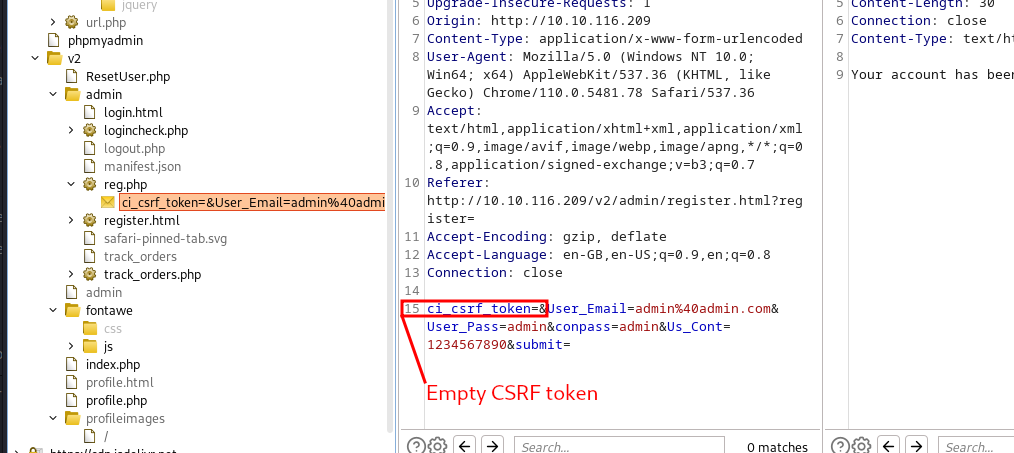 jquery
url.php
phpmyadmin
v2
ResetUser.php
admin
login.html
logincheck.php
logout.php
manifest.json
reg.php
ci_csrf_token=&User_Email=admin%40admi
register.html
safari-pinned-tab.svg
track_orders
track_orders.php
admin
fontawe
css
js
index.php
profile.html
profile.php
profileimages
/
5 Upgrade-Insecure-Requests: 1
6 Origin: http://10.10.116.209
7 Content-Type: application/x-www-form-urlencoded
8 User-Agent: Mozilla/5.0 (Windows NT 10.0;
Win64; x64) AppleWebKit/537.36 (KHTML, like
Gecko) Chrome/110.0.5481.78 Safari/537.36
9 Accept:
text/html,application/xhtml+xml,application/xml
;q=0.9,image/avif,image/webp,image/apng,*/*;q=0
.8,application/signed-exchange;v=b3;q=0.7
10 Referer:
http://10.10.116.209/v2/admin/register.html?reg
ister=
11 Accept-Encoding: gzip, deflate
12 Accept-Language: en-GB,en-US;q=0.9,en;q=0.8
13 Connection: close
14
15 ci_csrf_token=&User_Email=admin%40admin.com&
User_Pass=admin&conpass=admin&Us_Cont=
1234567890&submit=
Empty CSRF token
Search...
0 matches
5 Content-Length: 30
6 Connection: close
7 Content-Type: text/ht
8
9 Your account has been
Search...